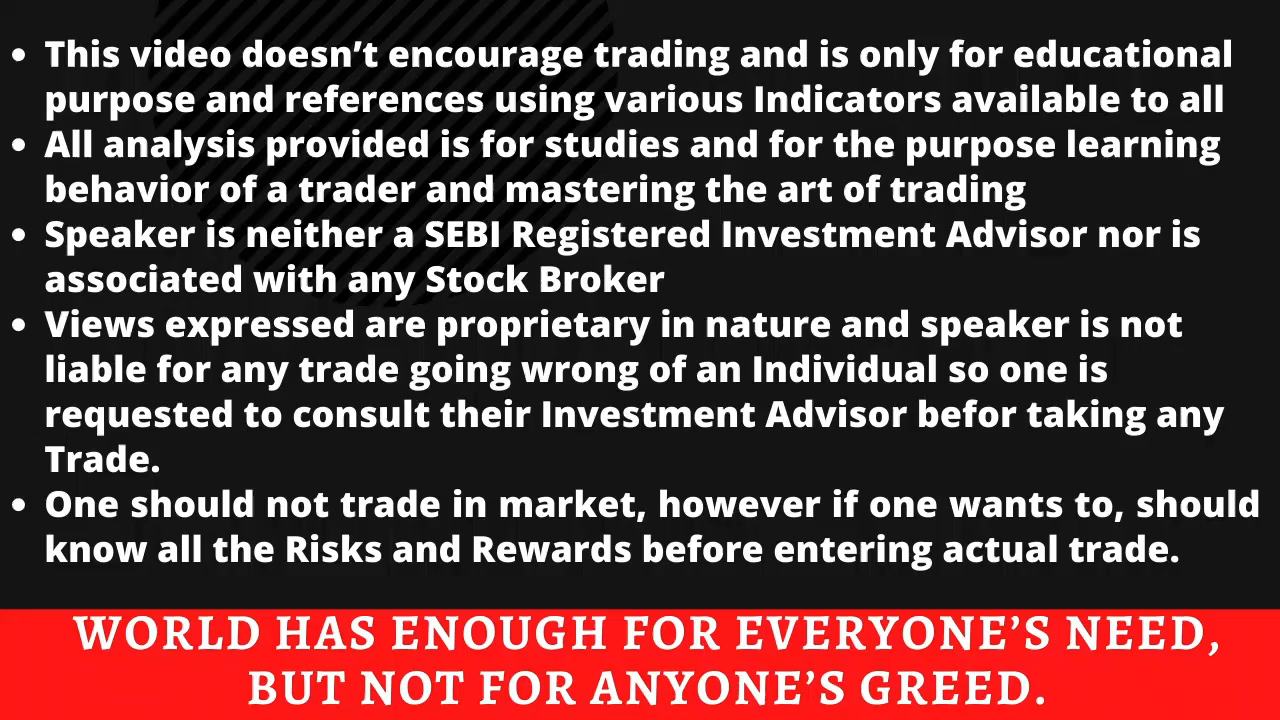 • This video doesn’t encourage trading and is only for educational
purpose and references using various Indicators available to all
• All analysis provided is for studies and for the purpose learning
behavior of a trader and mastering the art of trading
• Speaker is neither a SEBI Registered Investment Advisor nor is
associated with any Stock Broker
• Views expressed are proprietary in nature and speaker is not
liable for any trade going wrong of an Individual so one is
requested to consult their Investment Advisor befor taking any
Trade.
• One should not trade in market, however if one wants to, should
know all the Risks and Rewards before entering actual trade.
WORLD HAS ENOUGH FOR EVERYONE’S NEED,
BUT NOT FOR ANYONE’S GREED.